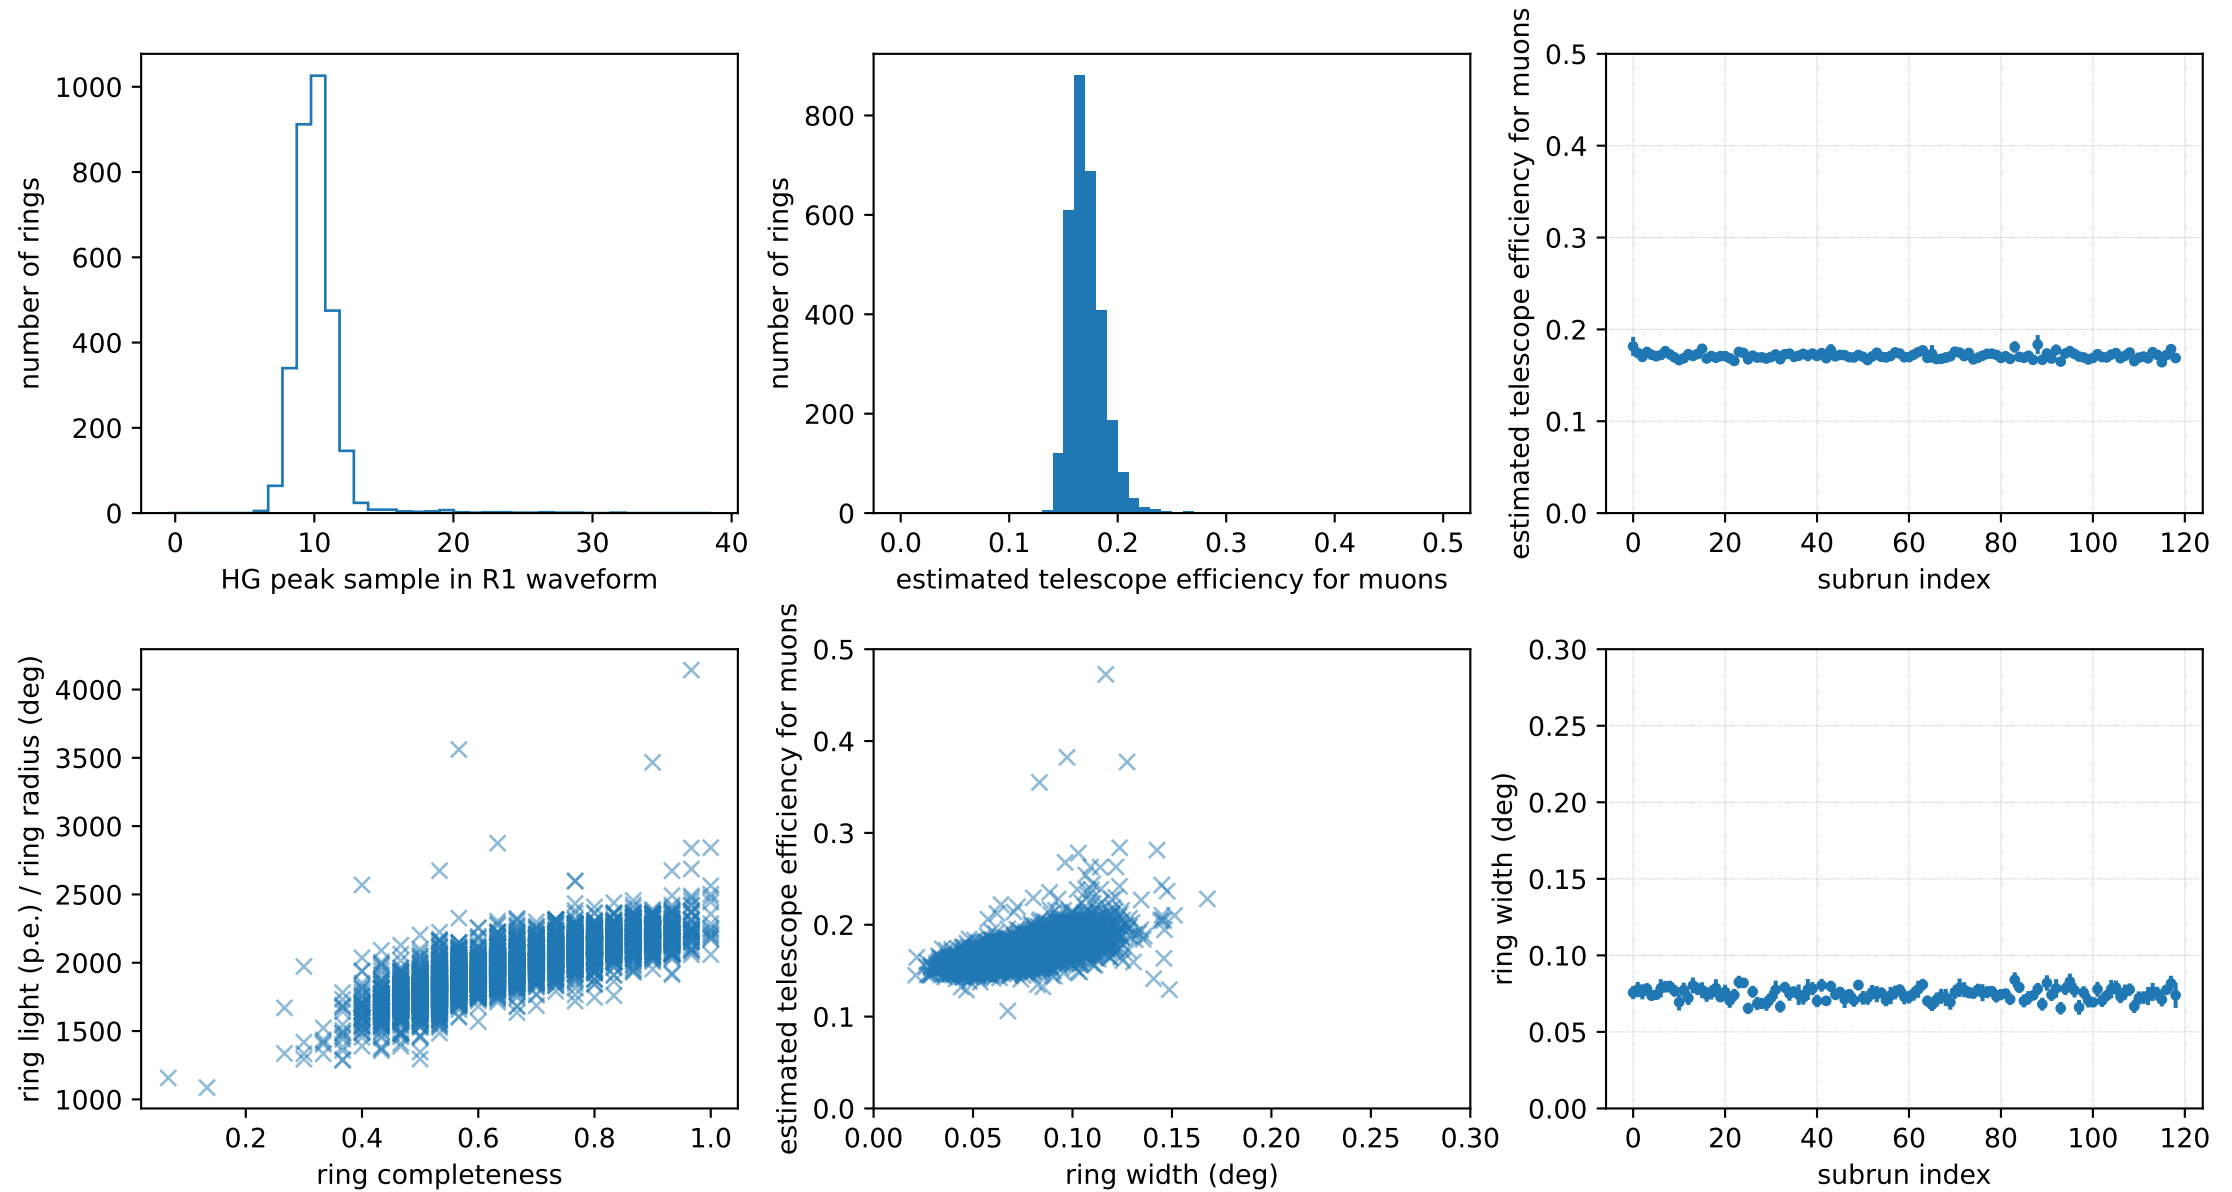 number of rings
1000
800
600
400
200
0
0 10 20 30 40
HG peak sample in R1 waveform
number of rings
800
600
400
200
0
0.0 0.1 0.2 0.3 0.4 0.5
estimated telescope efficiency for muons
estimated telescope efficiency for muons
0.5
0.4
0.3
0.2
0.1
0.0
0 20 40 60 80 100 120
subrun index
ring light (p.e.) / ring radius (deg)
4000
3500
3000
2500
2000
1500
1000
0.2 0.4 0.6 0.8 1.0
ring completeness
estimated telescope efficiency for muons
0.5
0.4
0.3
0.2
0.1
0.0
0.00 0.05 0.10 0.15 0.20 0.25 0.30
ring width (deg)
ring width (deg)
0.30
0.25
0.20
0.15
0.10
0.05
0.00
0 20 40 60 80 100 120
subrun index